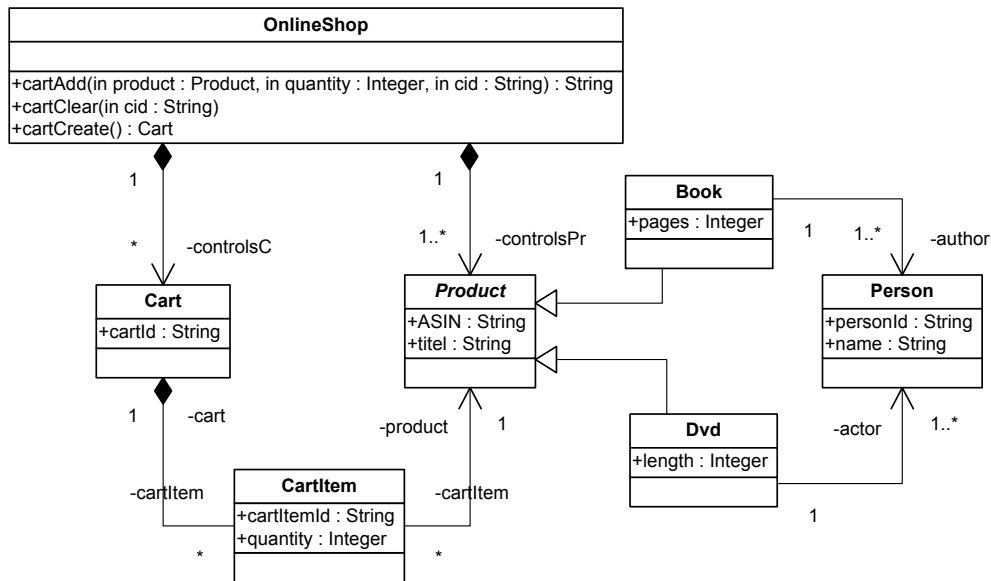 OnlineShop
+cartAdd(in product : Product, in quantity : Integer, in cid : String) : String
+cartClear(in cid : String)
+cartCreate() : Cart
1
1
*
-controlsC
1..*
-controlsPr
Book
+pages : Integer
1
1..*
-author
Cart
+cartId : String
Product
+ASIN : String
+titel : String
Person
+personId : String
+name : String
1
-cart
-product
1
Dvd
+length : Integer
-actor
1..*
1
-cartItem
-cartItem
CartItem
+cartItemId : String
+quantity : Integer
*
*